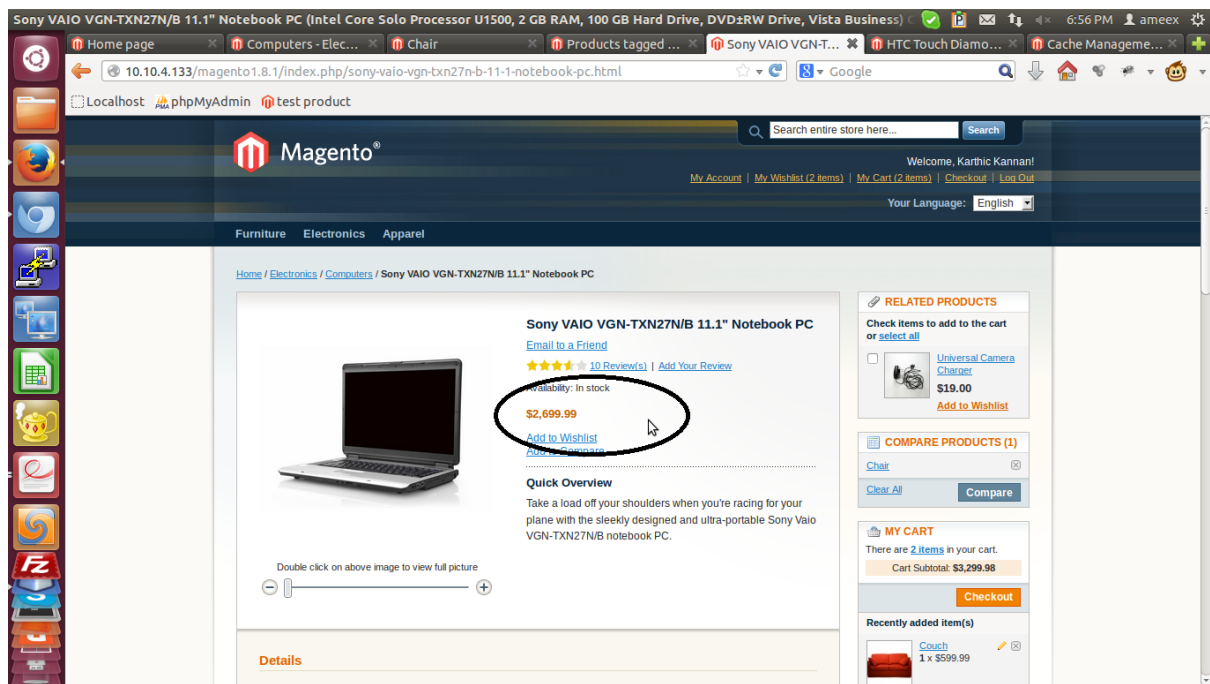 Sony VAIO VGN-TXN27N/B 11.1" Notebook PC (Intel Core Solo Processor U1500, 2 GB RAM, 100 GB Hard Drive, DVD±RW Drive, Vista Business) 6:56 PM ameex
Home page Computers - Elec... Chair Products tagged ... Sony VAIO VGN-T... HTC Touch Diamo... Cache Manageme...
10.10.4.133/magento1.8.1/index.php/sony-vaio-vgn-txn27n-b-11-1-notebook-pc.html Google
Localhost phpMyAdmin test product
Search entire store here... Search
Magento®
Welcome, Karthic Kannan!
My Account | My Wishlist (2 items) | My Cart (2 items) | Checkout | Log Out
Your Language: English
Furniture Electronics Apparel
Home / Electronics / Computers / Sony VAIO VGN-TXN27N/B 11.1" Notebook PC
Sony VAIO VGN-TXN27N/B 11.1" Notebook PC
Email to a Friend
10 Review(s) | Add Your Review
Availability: In stock
$2,699.99
Add to Wishlist
Add to Compare
Quick Overview
Take a load off your shoulders when you're racing for your
plane with the sleekly designed and ultra-portable Sony Vaio
VGN-TXN27N/B notebook PC.
Double click on above image to view full picture
Details
RELATED PRODUCTS
Check items to add to the cart
or select all
Universal Camera
Charger
$19.00
Add to Wishlist
COMPARE PRODUCTS (1)
Chair
Clear All Compare
MY CART
There are 2 items in your cart.
Cart Subtotal: $3,299.98
Checkout
Recently added item(s)
Couch
1 x $599.99